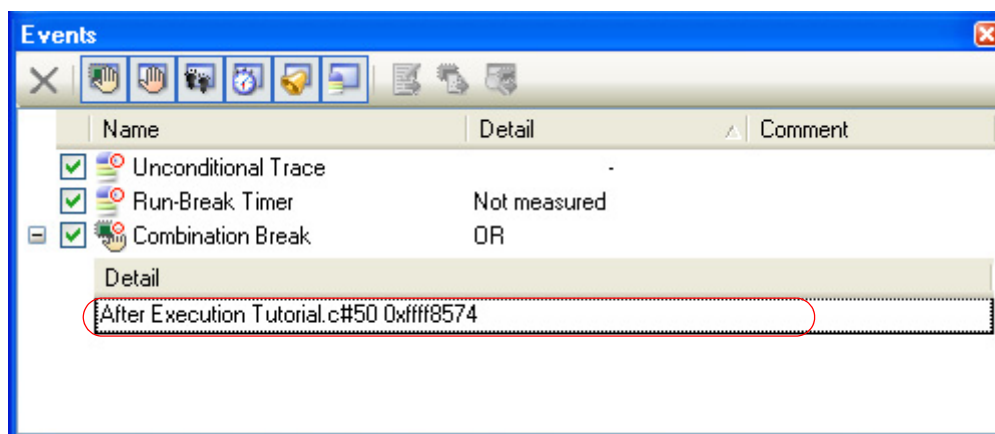 Events
Name Detail Comment
Unconditional Trace -
Run-Break Timer Not measured
Combination Break OR
Detail
After Execution Tutorial.c#50 0xffff8574